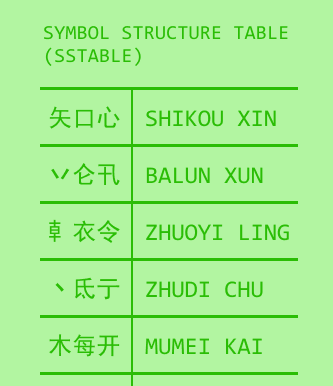 SYMBOL STRUCTURE TABLE
(SSTABLE)
矢口心 SHIKOU XIN
丷仑卂 BALUN XUN
龺衣令 ZHUOYI LING
丶氐亍 ZHUDI CHU
木每开 MUMEI KAI